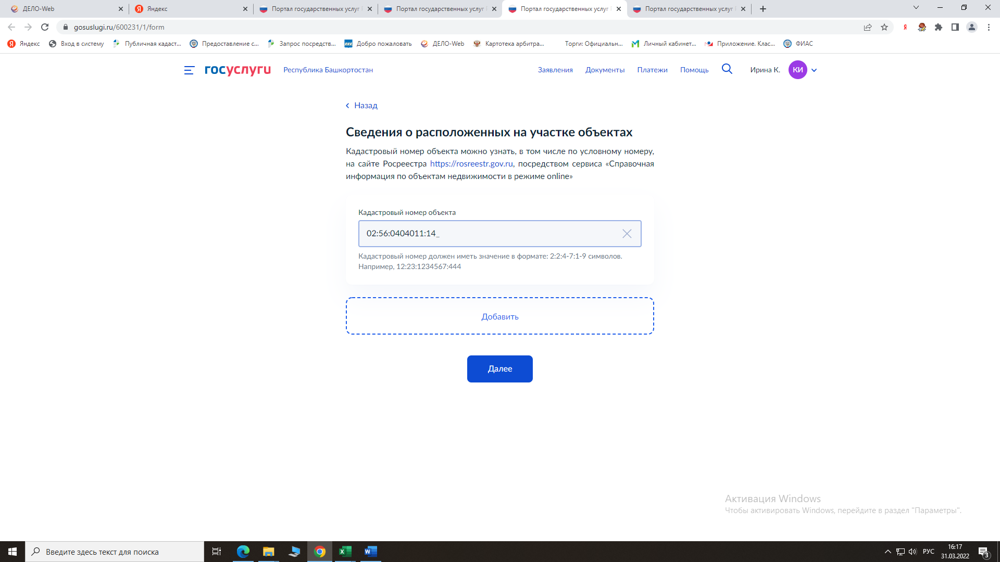 ДЕЛО-Web
Яндекс
Портал государственных услуг
Портал государственных услуг
Портал государственных услуг
Портал государственных услуг
gosuslugi.ru/600231/1/form
Яндекс
Вход в систему
Публичная кадаст...
Предоставление с...
Запрос посредств...
Добро пожаловать
ДЕЛО-Web
Картотека арбитра...
Торги: Официальн...
Личный кабинет...
Приложение. Клас...
ФИАС
госуслуги
Республика Башкортостан
Заявления
Документы
Платежи
Помощь
Ирина К.
КИ
Назад
Сведения о расположенных на участке объектах
Кадастровый номер объекта можно узнать, в том числе по условному номеру,
на сайте Росреестра https://rosreestr.gov.ru, посредством сервиса «Справочная
информация по объектам недвижимости в режиме online»
Кадастровый номер объекта
02:56:0404011:14_
Кадастровый номер должен иметь значение в формате: 2:2:4-7:1-9 символов.
Например, 12:23:1234567:444
Добавить
Далее
Активация Windows
Чтобы активировать Windows, перейдите в раздел "Параметры".
Введите здесь текст для поиска
РУС
16:17
31.03.2022
3